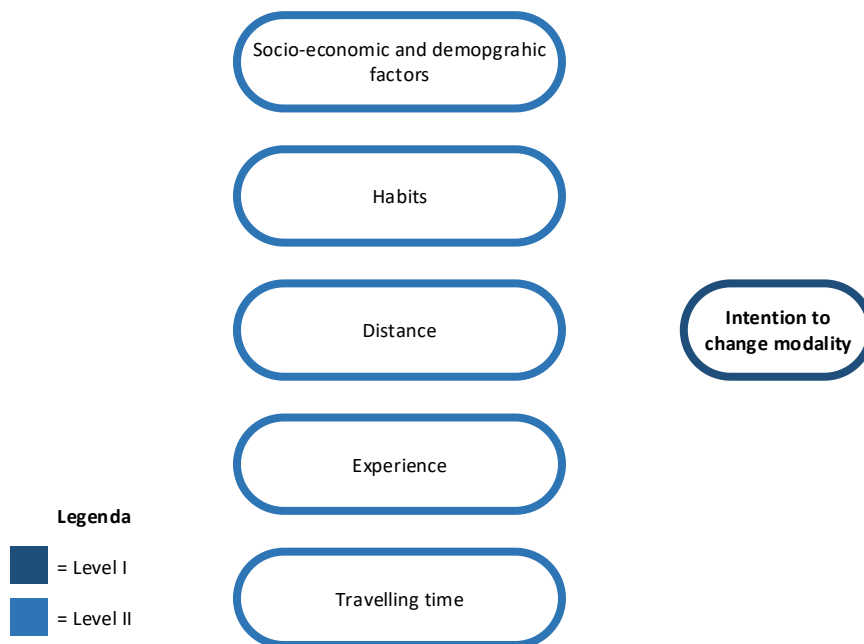 Socio-economic and demopgrahic
factors
Habits
Distance
Intention to
change modality
Experience
Legenda
= Level I
Travelling time
= Level II